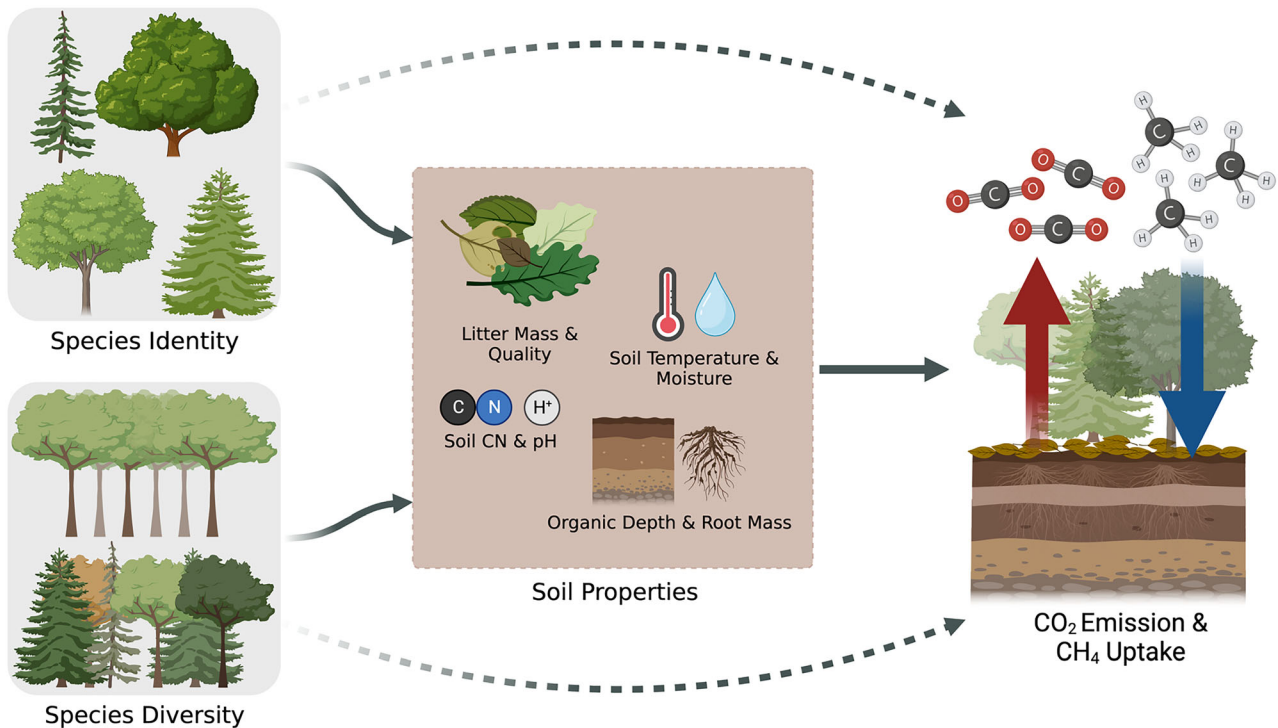 Species Identity
Species Diversity
Litter Mass &
Quality
Soil Temperature &
Moisture
C N H⁺
Soil CN & pH
Organic Depth & Root Mass
Soil Properties
O C O
O C O
O C O
H C H H H
H C H H H
H C H H H
CO₂ Emission &
CH₄ Uptake